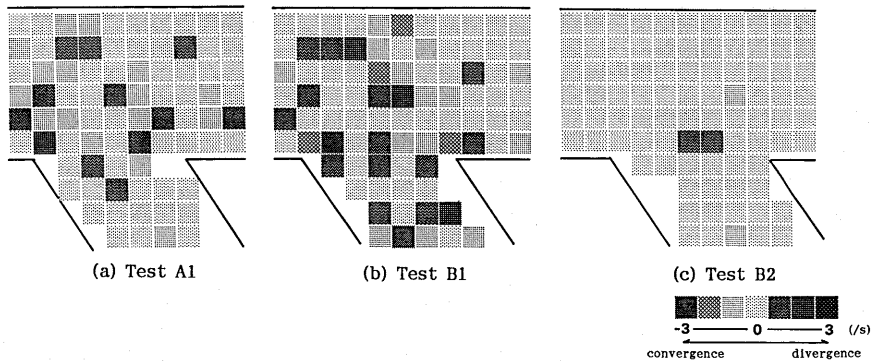 (a) Test A1
(b) Test B1
(c) Test B2
-3 0 3 (/s)
convergence divergence